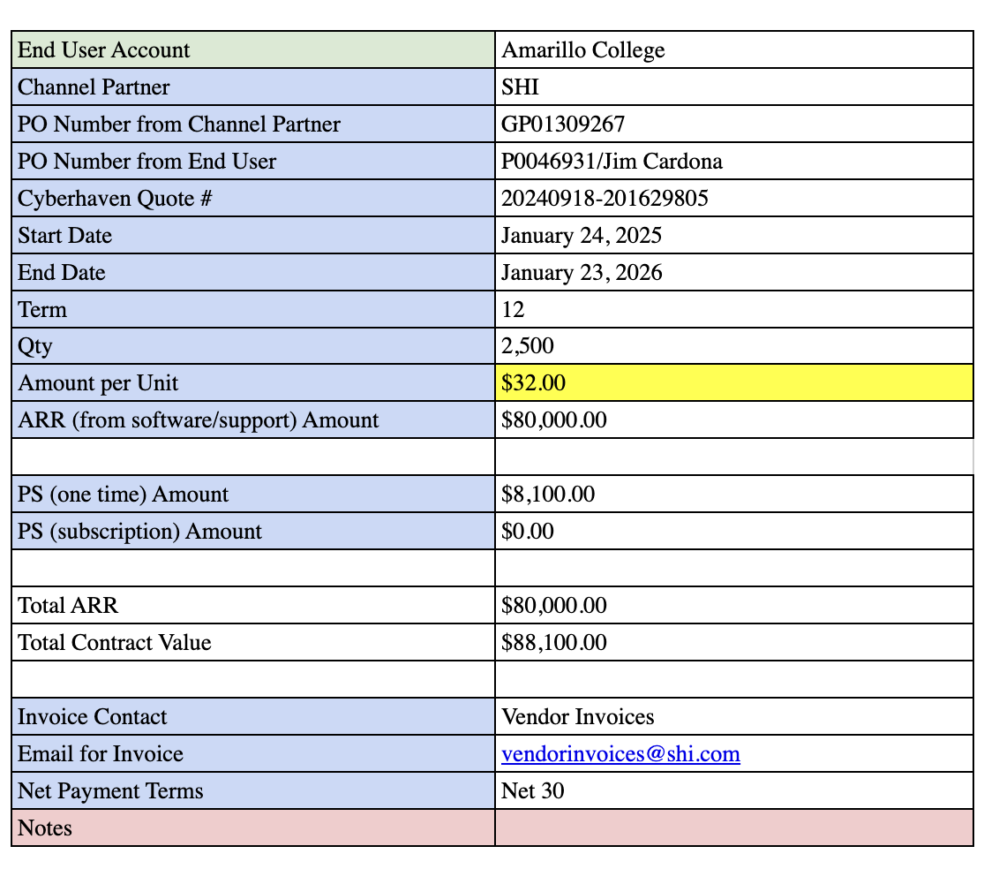 End User Account Amarillo College
Channel Partner SHI
PO Number from Channel Partner GP01309267
PO Number from End User P0046931/Jim Cardona
Cyberhaven Quote # 20240918-201629805
Start Date January 24, 2025
End Date January 23, 2026
Term 12
Qty 2,500
Amount per Unit $32.00
ARR (from software/support) Amount $80,000.00
PS (one time) Amount $8,100.00
PS (subscription) Amount $0.00
Total ARR $80,000.00
Total Contract Value $88,100.00
Invoice Contact Vendor Invoices
Email for Invoice vendorinvoices@shi.com
Net Payment Terms Net 30
Notes